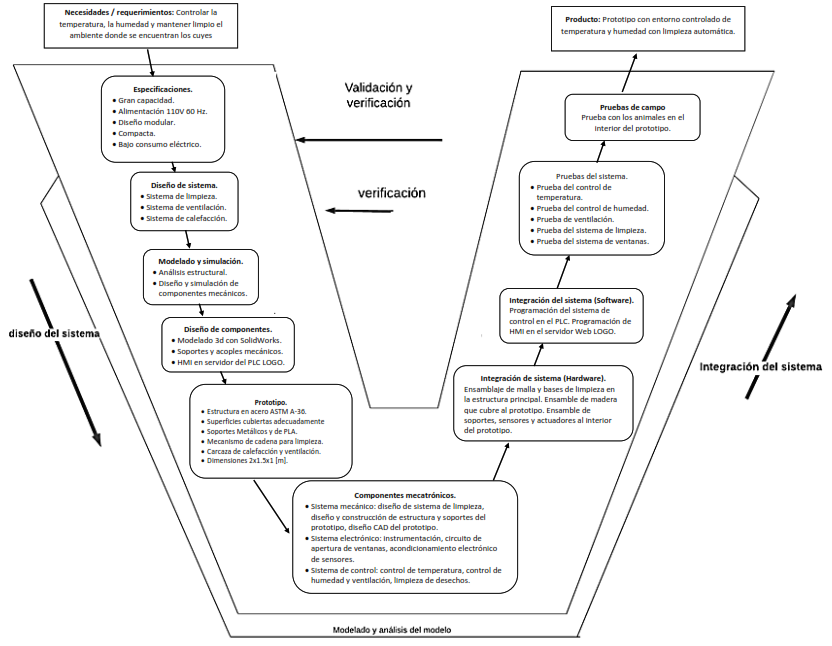 Necesidades / requerimientos: Controlar la
temperatura, la humedad y mantener limpio el
ambiente donde se encuentran los cuyes
Especificaciones.
• Gran capacidad.
• Alimentación 110V 60 Hz.
• Diseño modular.
• Compacta.
• Bajo consumo eléctrico.
Diseño de sistema.
• Sistema de limpieza.
• Sistema de ventilación.
• Sistema de calefacción.
Modelado y simulación.
• Análisis estructural.
• Diseño y simulación de
componentes mecánicos.
Diseño de componentes.
• Modelado 3d con SolidWorks.
• Soportes y acoples mecánicos.
• HMI en servidor del PLC LOGO.
Prototipo.
• Estructura en acero ASTM A-36.
• Superficies cubiertas adecuadamente
• Soportes Metálicos y de PLA.
• Mecanismo de cadena para limpieza.
• Carcaza de calefacción y ventilación.
• Dimensiones 2x1.5x1 [m].
diseño del sistema
Componentes mecatrónicos.
• Sistema mecánico: diseño de sistema de limpieza,
diseño y construcción de estructura y soportes del
prototipo, diseño CAD del prototipo.
• Sistema electrónico: instrumentación, circuito de
apertura de ventanas, acondicionamiento electrónico
de sensores.
• Sistema de control: control de temperatura, control de
humedad y ventilación, limpieza de desechos.
Modelado y análisis del modelo
Validación y
verificación
verificación
Producto: Prototipo con entorno controlado de
temperatura y humedad con limpieza automática.
Pruebas de campo
Prueba con los animales en el
interior del prototipo.
Pruebas del sistema.
• Prueba del control de
temperatura.
• Prueba del control de humedad.
• Prueba de ventilación.
• Prueba del sistema de limpieza.
• Prueba del sistema de ventanas.
Integración del sistema (Software).
Programación del sistema de
control en el PLC. Programación de
HMI en el servidor Web LOGO.
Integración de sistema (Hardware).
Ensamblaje de malla y bases de limpieza en
la estructura principal. Ensamble de madera
que cubre al prototipo. Ensamble de
soportes, sensores y actuadores al interior
del prototipo.
Integración del sistema